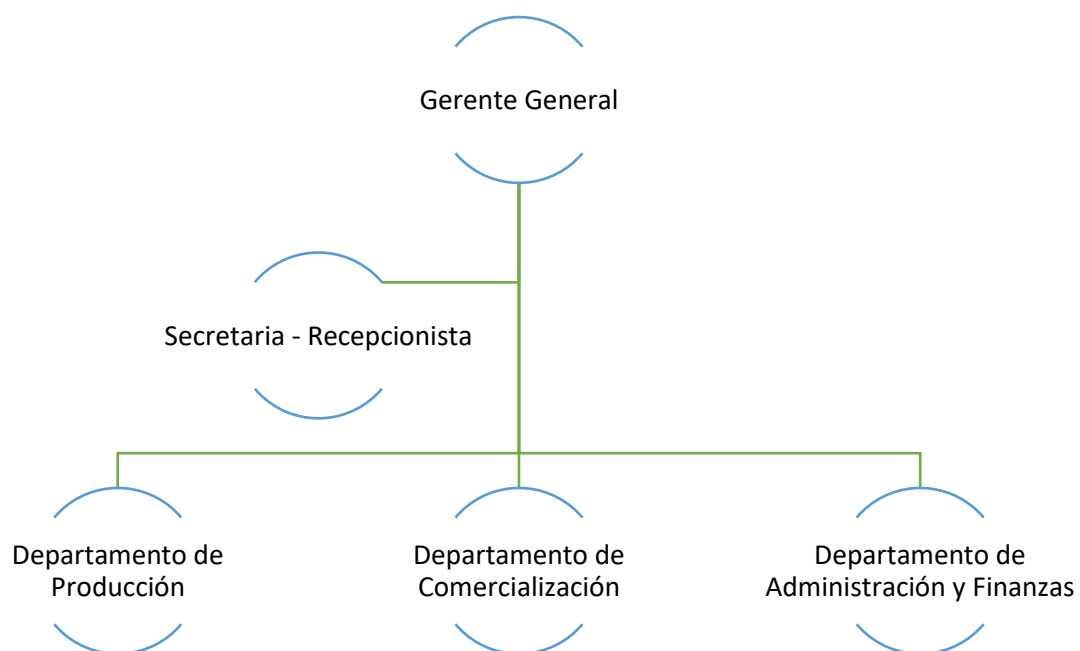 Gerente General
Secretaria - Recepcionista
Departamento de
Producción
Departamento de
Comercialización
Departamento de
Administración y Finanzas